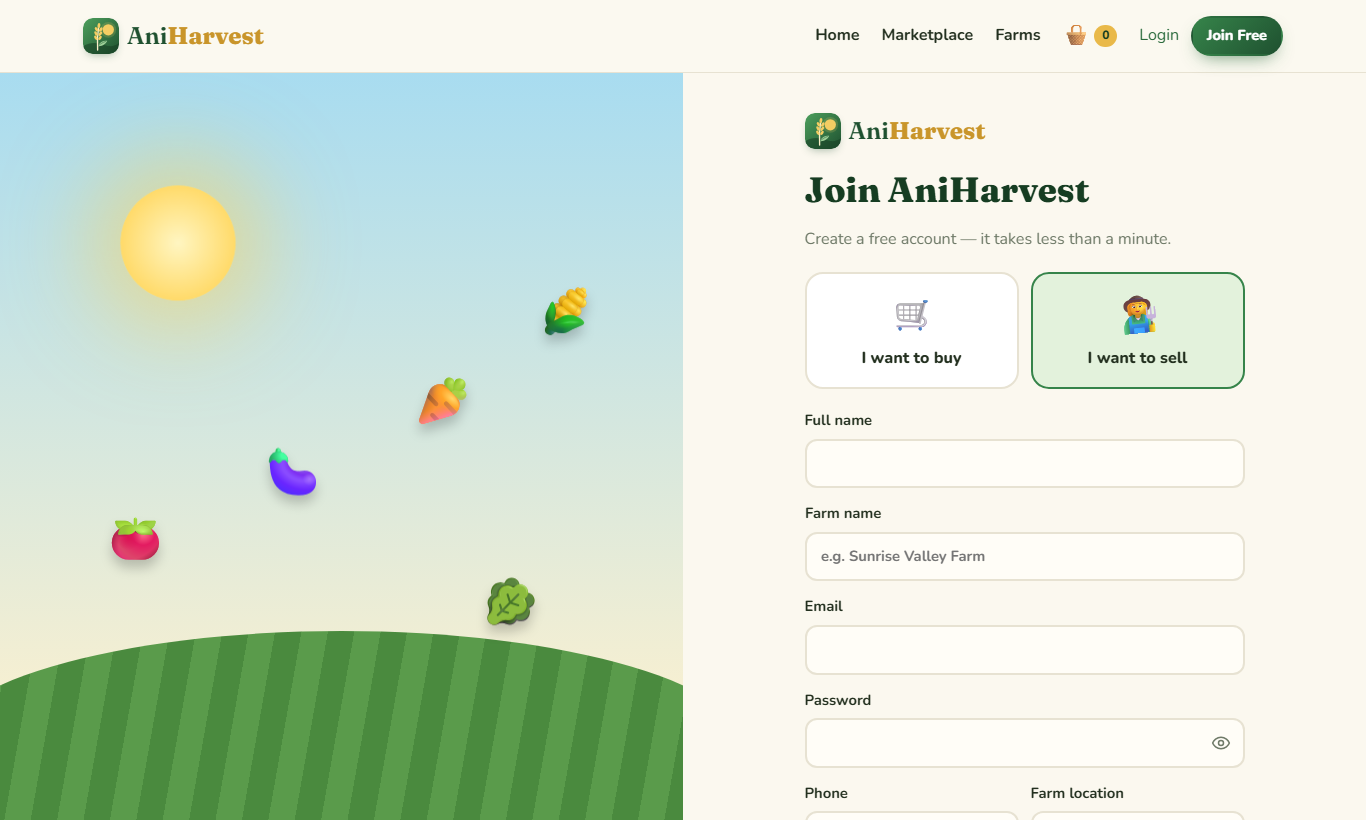 AniHarvest
Home
Marketplace
Farms
0
Login
Join Free
AniHarvest
Join AniHarvest
Create a free account — it takes less than a minute.
I want to buy
I want to sell
Full name
Farm name
e.g. Sunrise Valley Farm
Email
Password
Phone
Farm location